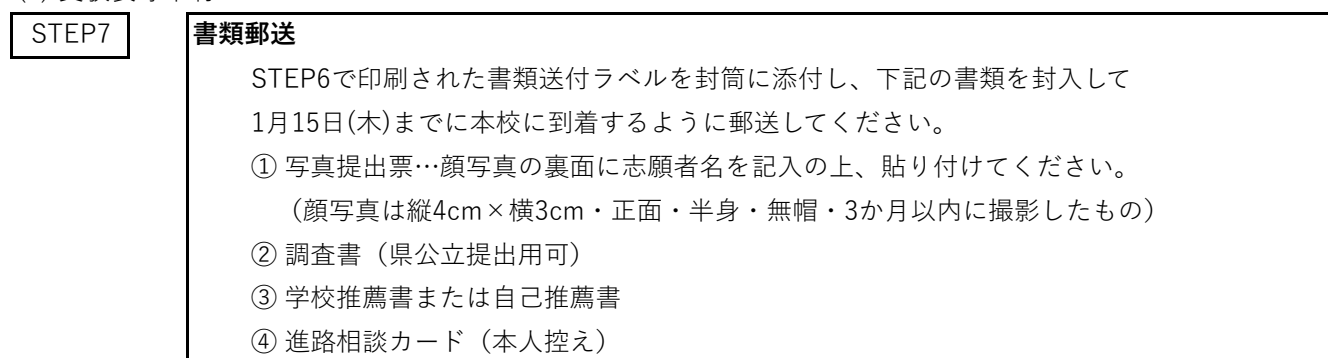 STEP7
書類郵送
STEP6で印刷された書類送付ラベルを封筒に添付し、下記の書類を封入して
1月15日(木)までに本校に到着するように郵送してください。
① 写真提出票…顔写真の裏面に志願者名を記入の上、貼り付けてください。
（顔写真は縦4cm×横3cm・正面・半身・無帽・3か月以内に撮影したもの）
② 調査書（県公立提出用可）
③ 学校推薦書または自己推薦書
④ 進路相談カード（本人控え）